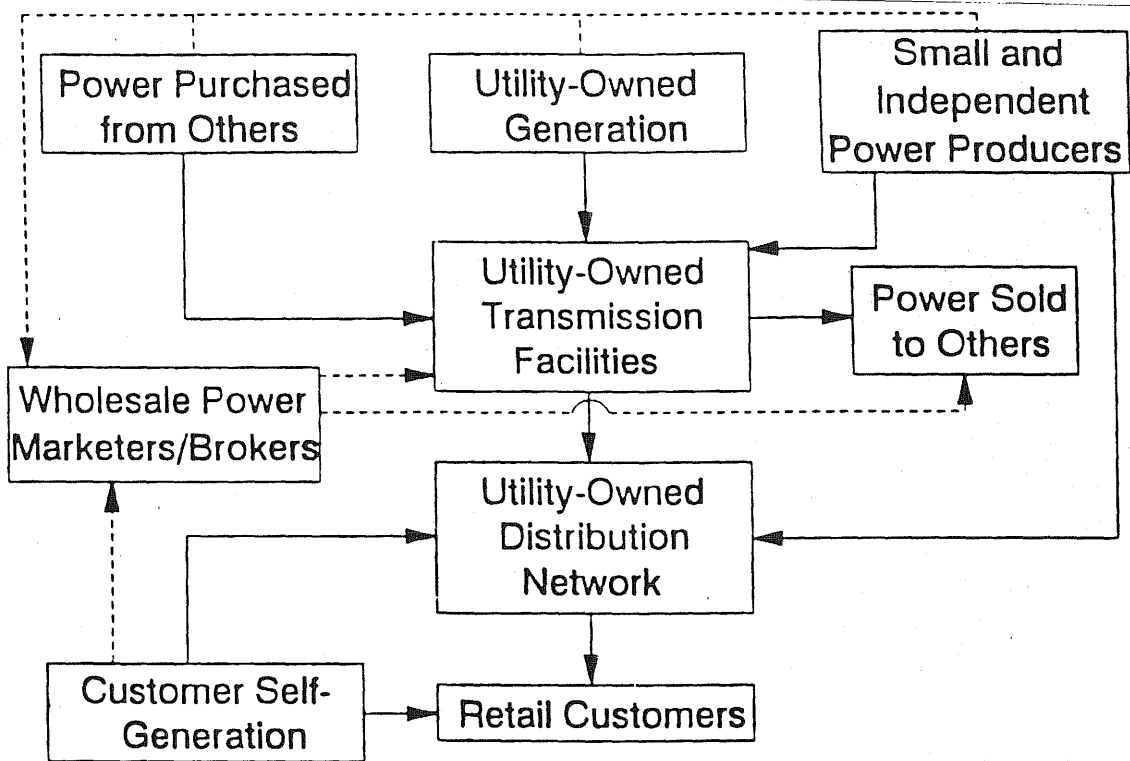 Power Purchased
from Others
Utility-Owned
Generation
Small and
Independent
Power Producers
Utility-Owned
Transmission
Facilities
Power Sold
to Others
Wholesale Power
Marketers/Brokers
Utility-Owned
Distribution
Network
Customer Self-
Generation
Retail Customers